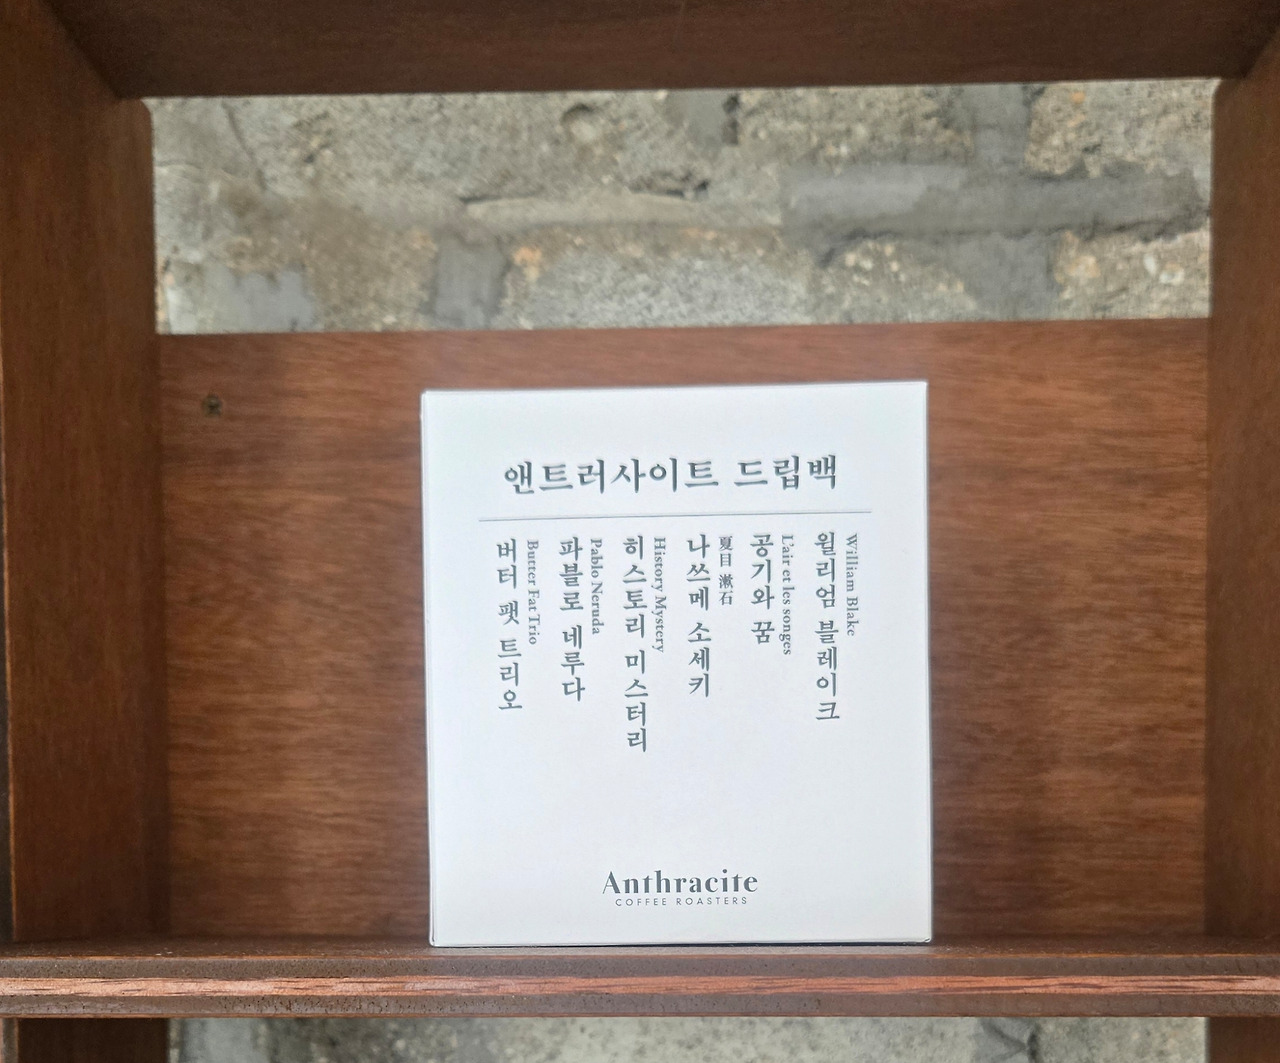 앤트러사이트 드립백
William Blake
윌리엄 블레이크
L'air et les songes
공기와 꿈
夏目 漱石
나쓰메 소세키
History Mystery
히스토리 미스터리
Pablo Neruda
파블로 네루다
Butter Fat Trio
버터 팻 트리오
Anthracite
COFFEE ROASTERS